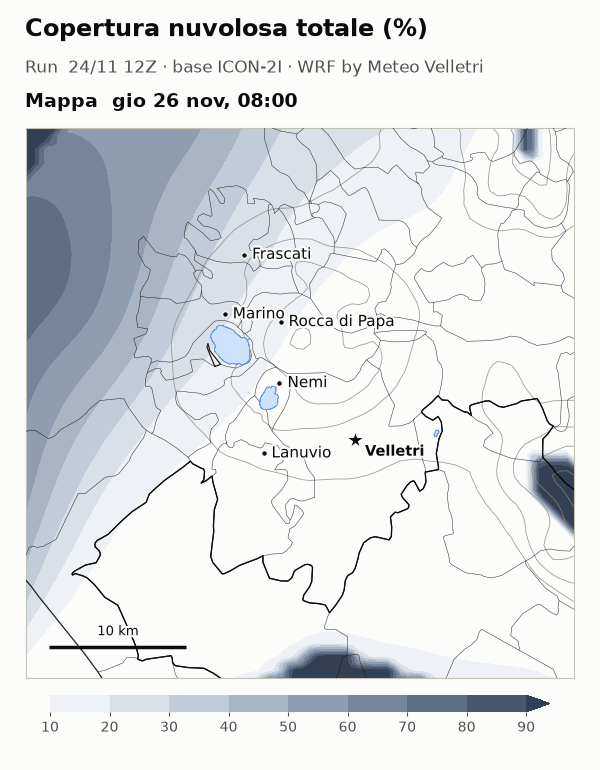 Copertura nuvolosa totale (%)
Run  24/11 12Z · base ICON-2I · WRF by Meteo Velletri
Mappa  gio 26 nov, 08:00
Frascati
Marino
Rocca di Papa
Nemi
Velletri
Lanuvio
10 km
10 20 30 40 50 60 70 80 90